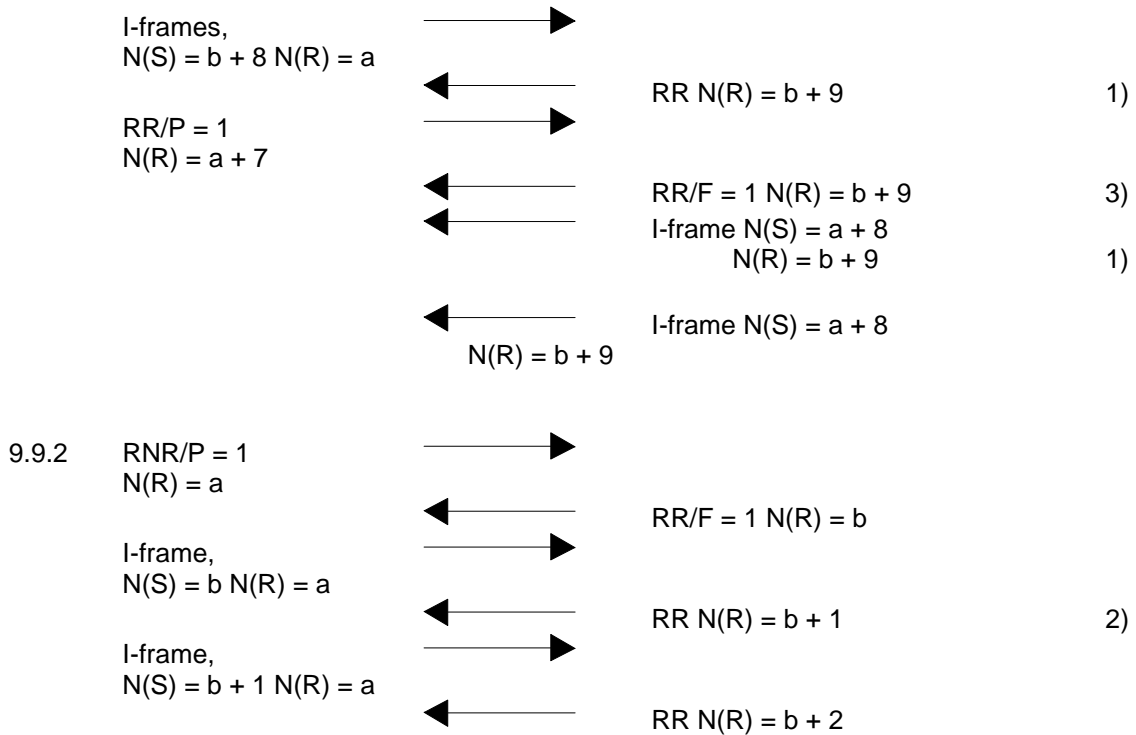 I-frames,
N(S) = b + 8 N(R) = a
RR N(R) = b + 9 1)
RR/P = 1
N(R) = a + 7
RR/F = 1 N(R) = b + 9 3)
I-frame N(S) = a + 8
N(R) = b + 9 1)
I-frame N(S) = a + 8
N(R) = b + 9
9.9.2 RNR/P = 1
N(R) = a
RR/F = 1 N(R) = b
I-frame,
N(S) = b N(R) = a
RR N(R) = b + 1 2)
I-frame,
N(S) = b + 1 N(R) = a
RR N(R) = b + 2